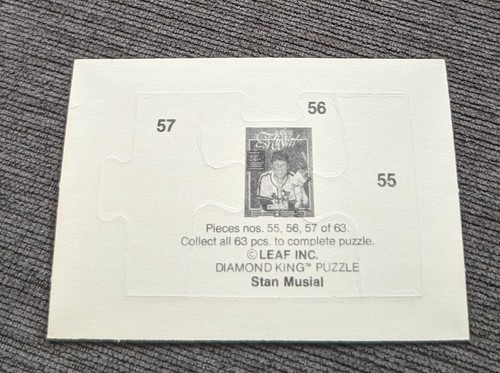 57
56
55
Pieces nos. 55, 56, 57 of 63.
Collect all 63 pcs. to complete puzzle.
©LEAF INC.
DIAMOND KING™ PUZZLE
Stan Musial